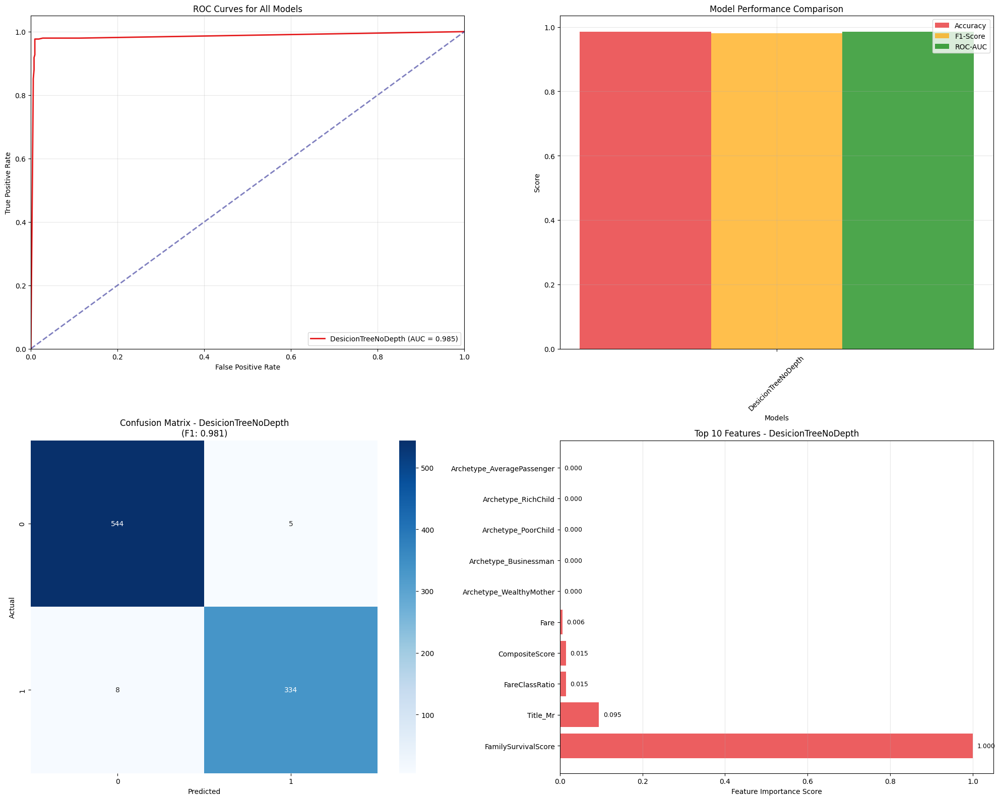 ROC Curves for All Models
1.0
0.8
0.6
0.4
0.2
0.0
True Positive Rate
0.0 0.2 0.4 0.6 0.8 1.0
False Positive Rate
DesicionTreeNoDepth (AUC = 0.985)
Model Performance Comparison
1.0
0.8
0.6
0.4
0.2
0.0
Score
Accuracy
F1-Score
ROC-AUC
DesicionTreeNoDepth
Models
Confusion Matrix - DesicionTreeNoDepth
(F1: 0.981)
Actual
0
1
544 5
8 334
0 1
Predicted
500
400
300
200
100
Top 10 Features - DesicionTreeNoDepth
Archetype_AveragePassenger 0.000
Archetype_RichChild 0.000
Archetype_PoorChild 0.000
Archetype_Businessman 0.000
Archetype_WealthyMother 0.000
Fare 0.006
CompositeScore 0.015
FareClassRatio 0.015
Title_Mr 0.095
FamilySurvivalScore 1.000
0.0 0.2 0.4 0.6 0.8 1.0
Feature Importance Score